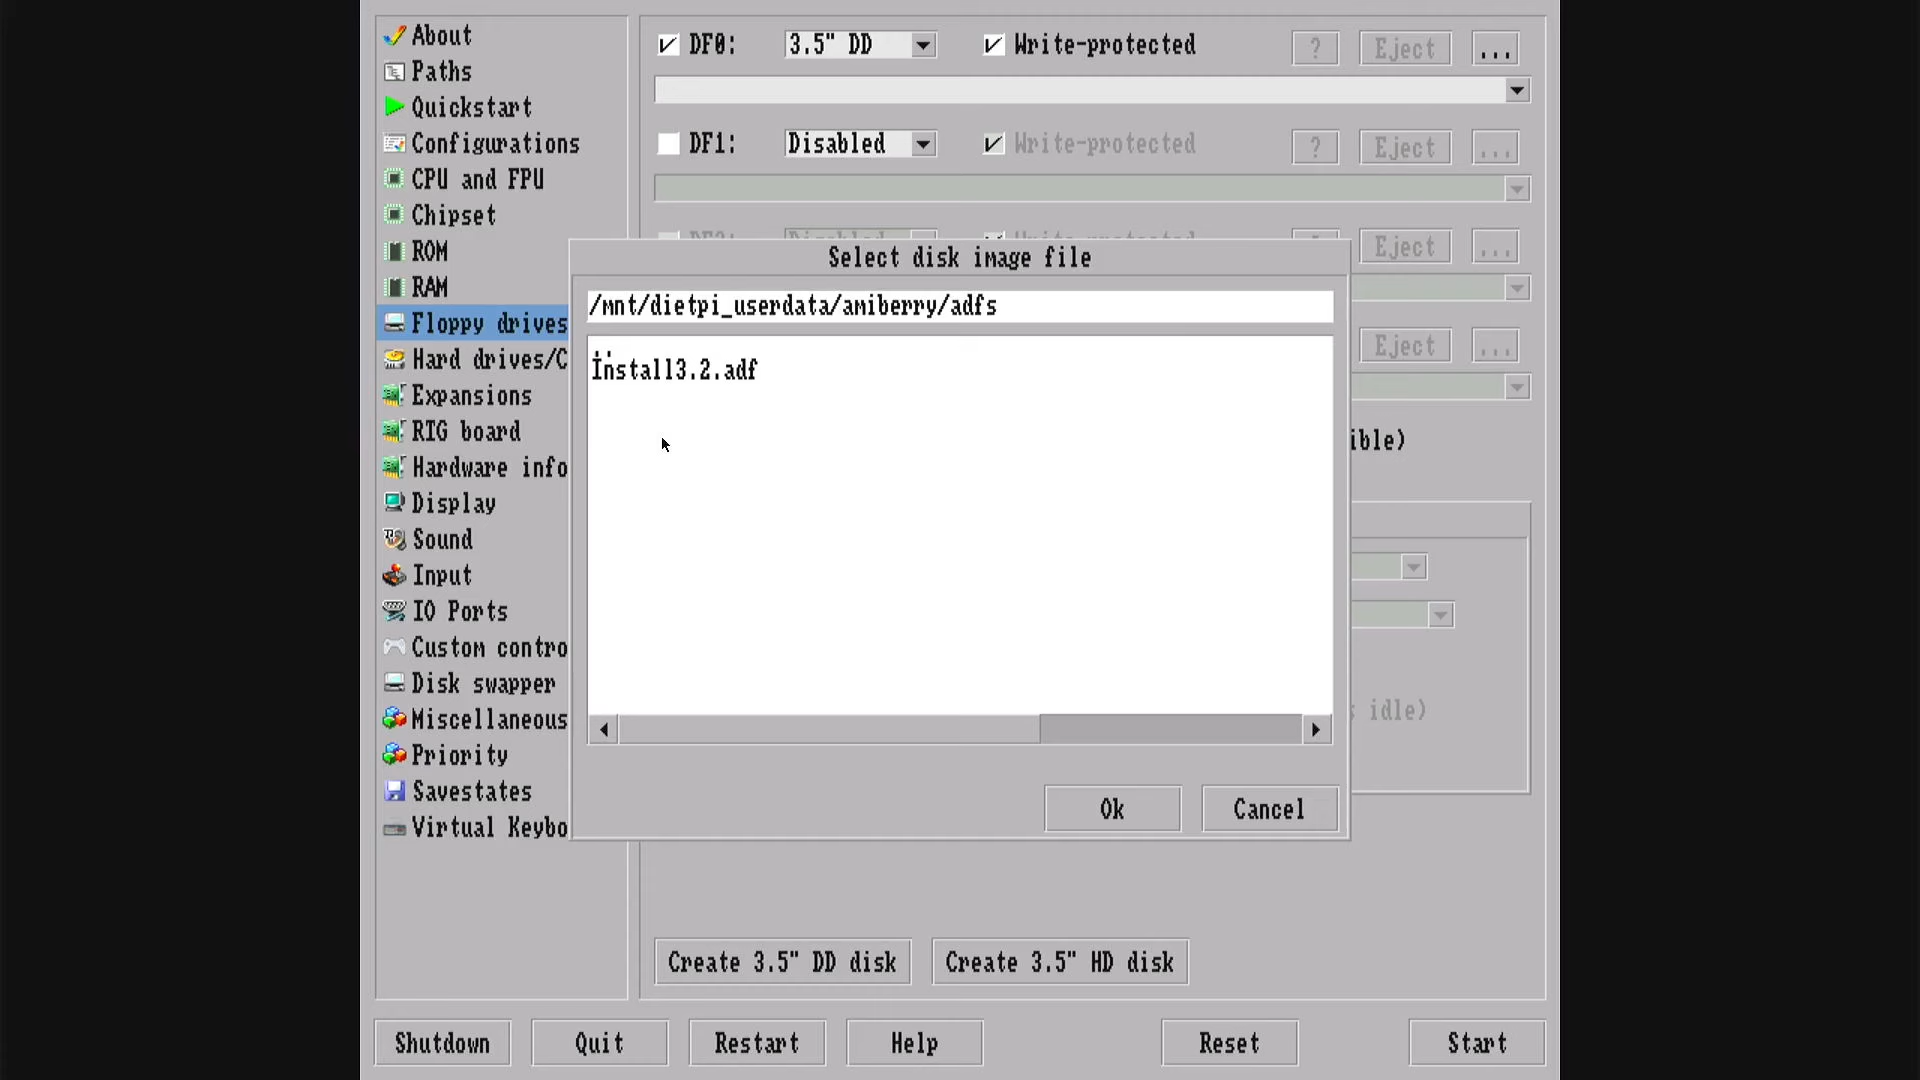 About
Paths
Quickstart
Configurations
CPU and FPU
Chipset
ROM
RAM
Floppy drives
Hard drives/C
Expansions
RTG board
Hardware info
Display
Sound
Input
IO Ports
Custom contro
Disk swapper
Miscellaneous
Priority
Savestates
Virtual Keybo
DF0: 3.5" DD Write-protected ? Eject ...
DF1: Disabled Write-protected ? Eject ...
Eject ...
Eject ...
Select disk image file
/mnt/dietpi_userdata/amiberry/adfs
..
Install3.2.adf
Ok Cancel
ible)
idle)
Create 3.5" DD disk Create 3.5" HD disk
Shutdown Quit Restart Help Reset Start